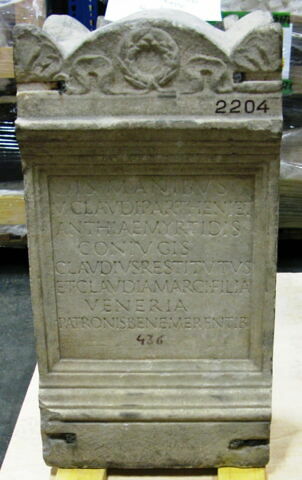 2204
DIS MANIBVS
CLAVDI PARTHENI ET
ANTHIAE MYRTIDIS
CONIVGIS
CLAVDIVS RESTITVTVS
ET CLAVDIA MARCI FILIA
VENERIA
PATRONIS BENE MERENTIB
436